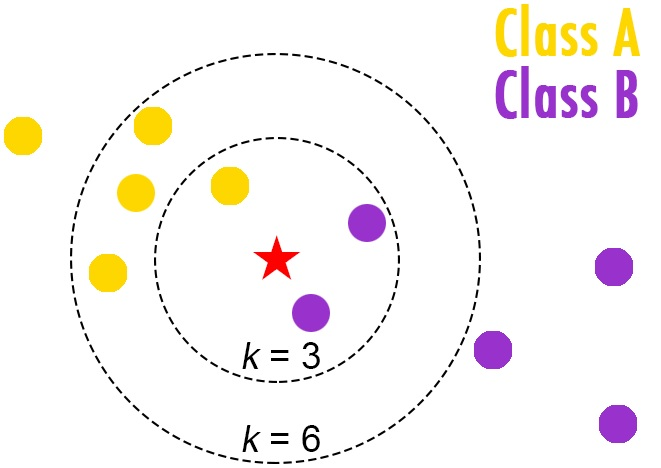 Class A
Class B
k = 3
k = 6